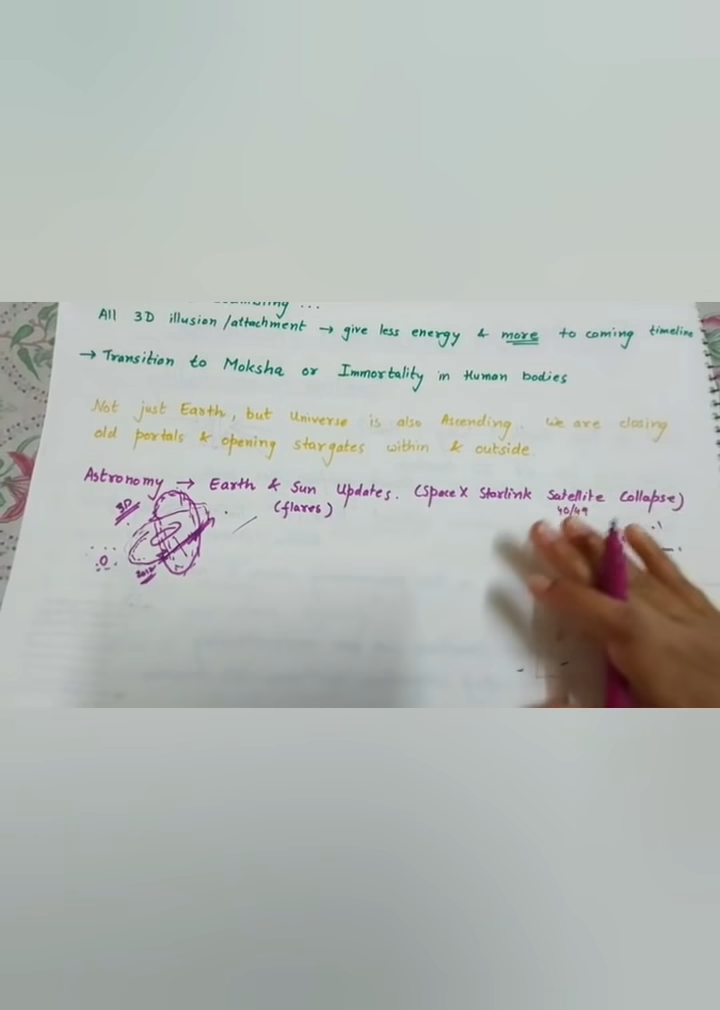 All 3D illusion/attachment → give less energy & more to coming timeline
→ Transition to Moksha or Immortality in Human bodies
Not just Earth, but Universe is also Ascending. We are closing
old portals & opening stargates within & outside.
Astronomy → Earth & Sun Updates. (SpaceX Starlink Satellite Collapse)
(flares)
40/49
3D